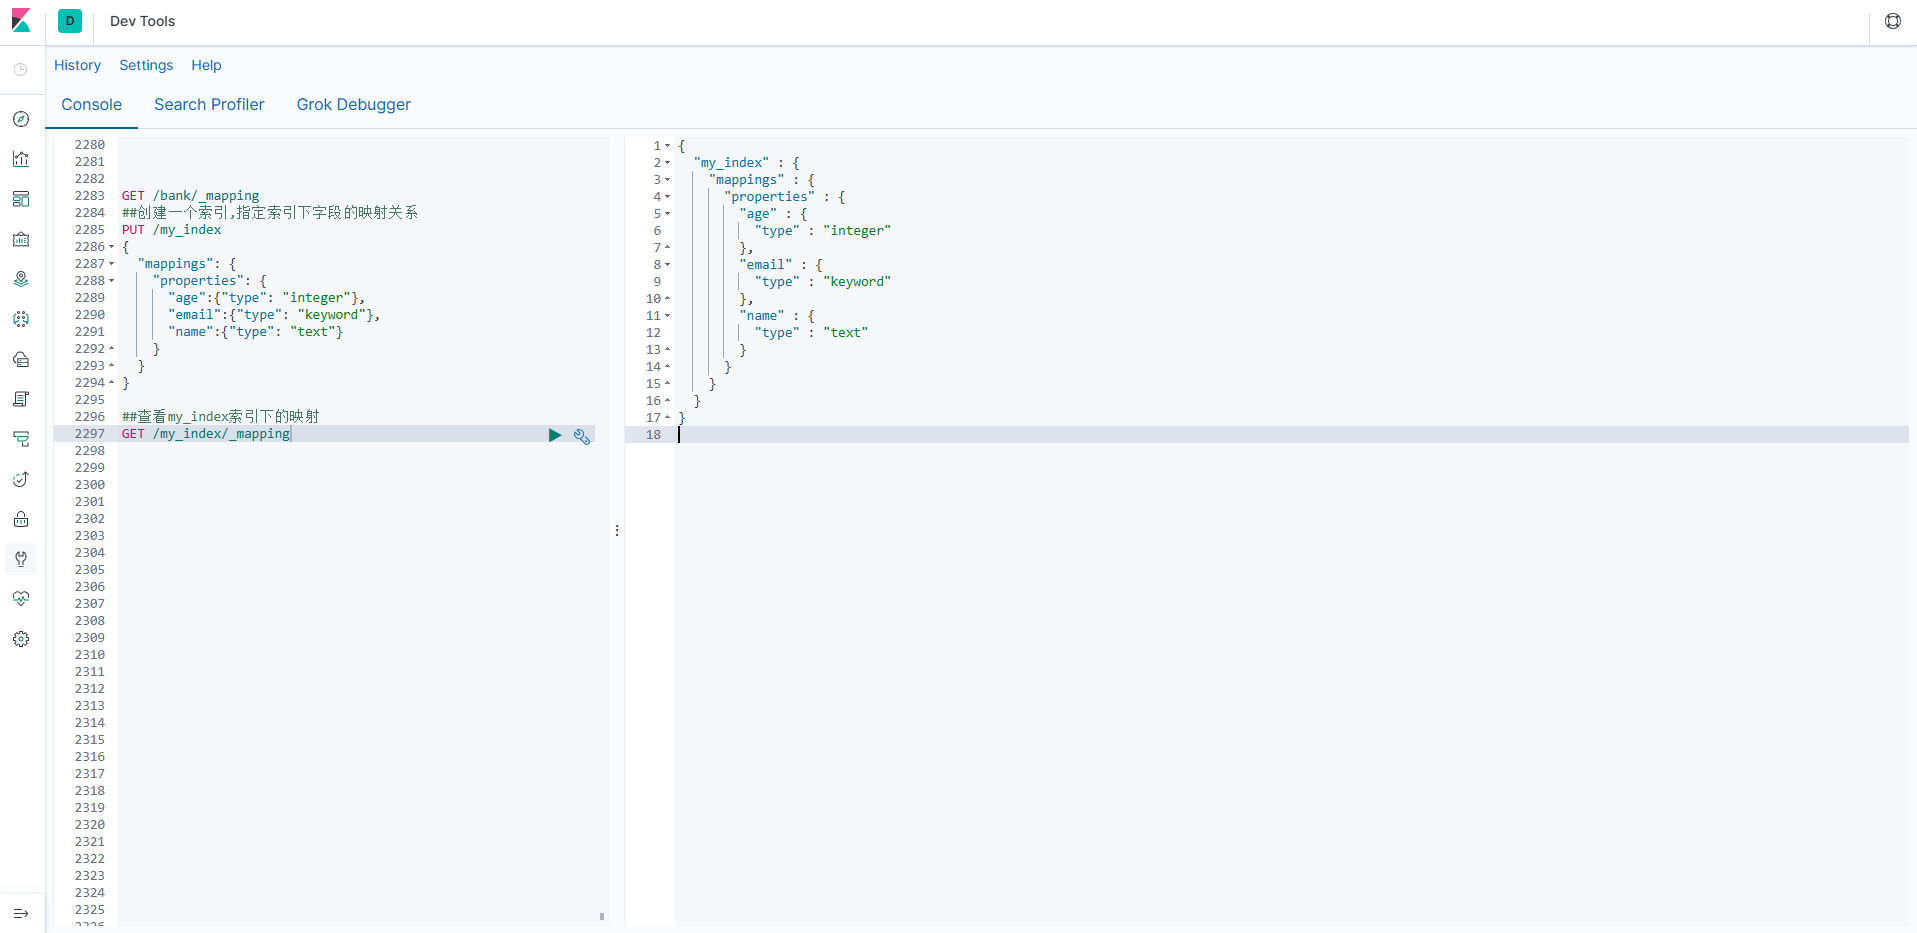 D
Dev Tools
History Settings Help
Console Search Profiler Grok Debugger
2280
2281
2282
2283 GET /bank/_mapping
2284 ##创建一个索引,指定索引下字段的映射关系
2285 PUT /my_index
2286 {
2287 "mappings": {
2288 "properties": {
2289 "age":{"type": "integer"},
2290 "email":{"type": "keyword"},
2291 "name":{"type": "text"}
2292 }
2293 }
2294 }
2295
2296 ##查看my_index索引下的映射
2297 GET /my_index/_mapping
2298
2299
2300
2301
2302
2303
2304
2305
2306
2307
2308
2309
2310
2311
2312
2313
2314
2315
2316
2317
2318
2319
2320
2321
2322
2323
2324
2325
1 {
2 "my_index" : {
3 "mappings" : {
4 "properties" : {
5 "age" : {
6 "type" : "integer"
7 },
8 "email" : {
9 "type" : "keyword"
10 },
11 "name" : {
12 "type" : "text"
13 }
14 }
15 }
16 }
17 }
18